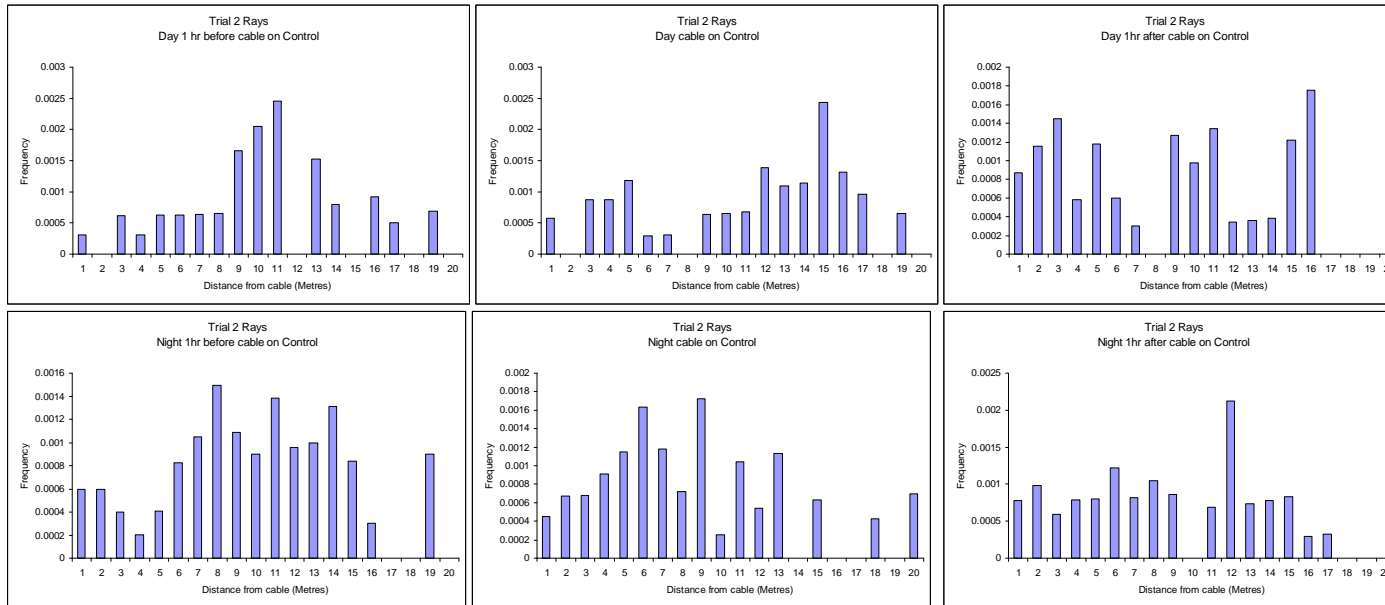 Trial 2 Rays
Day 1 hr before cable on Control
0.003
0.0025
0.002
0.0015
0.001
0.0005
0
Frequency
1 2 3 4 5 6 7 8 9 10 11 12 13 14 15 16 17 18 19 20
Distance from cable (Metres)
Trial 2 Rays
Day cable on Control
0.003
0.0025
0.002
0.0015
0.001
0.0005
0
Frequency
1 2 3 4 5 6 7 8 9 10 11 12 13 14 15 16 17 18 19 20
Distance from cable (Metres)
Trial 2 Rays
Day 1hr after cable on Control
0.002
0.0018
0.0016
0.0014
0.0012
0.001
0.0008
0.0006
0.0004
0.0002
0
Frequency
1 2 3 4 5 6 7 8 9 10 11 12 13 14 15 16 17 18 19
Distance from cable (Metres)
Trial 2 Rays
Night 1hr before cable on Control
0.0016
0.0014
0.0012
0.001
0.0008
0.0006
0.0004
0.0002
0
Frequency
1 2 3 4 5 6 7 8 9 10 11 12 13 14 15 16 17 18 19 20
Distance from cable (Metres)
Trial 2 Rays
Night cable on Control
0.002
0.0018
0.0016
0.0014
0.0012
0.001
0.0008
0.0006
0.0004
0.0002
0
Frequency
1 2 3 4 5 6 7 8 9 10 11 12 13 14 15 16 17 18 19 20
Distance from cable (Metres)
Trial 2 Rays
Night 1hr after cable on Control
0.0025
0.002
0.0015
0.001
0.0005
0
Frequency
1 2 3 4 5 6 7 8 9 10 11 12 13 14 15 16 17 18 19
Distance from cable (Metres)